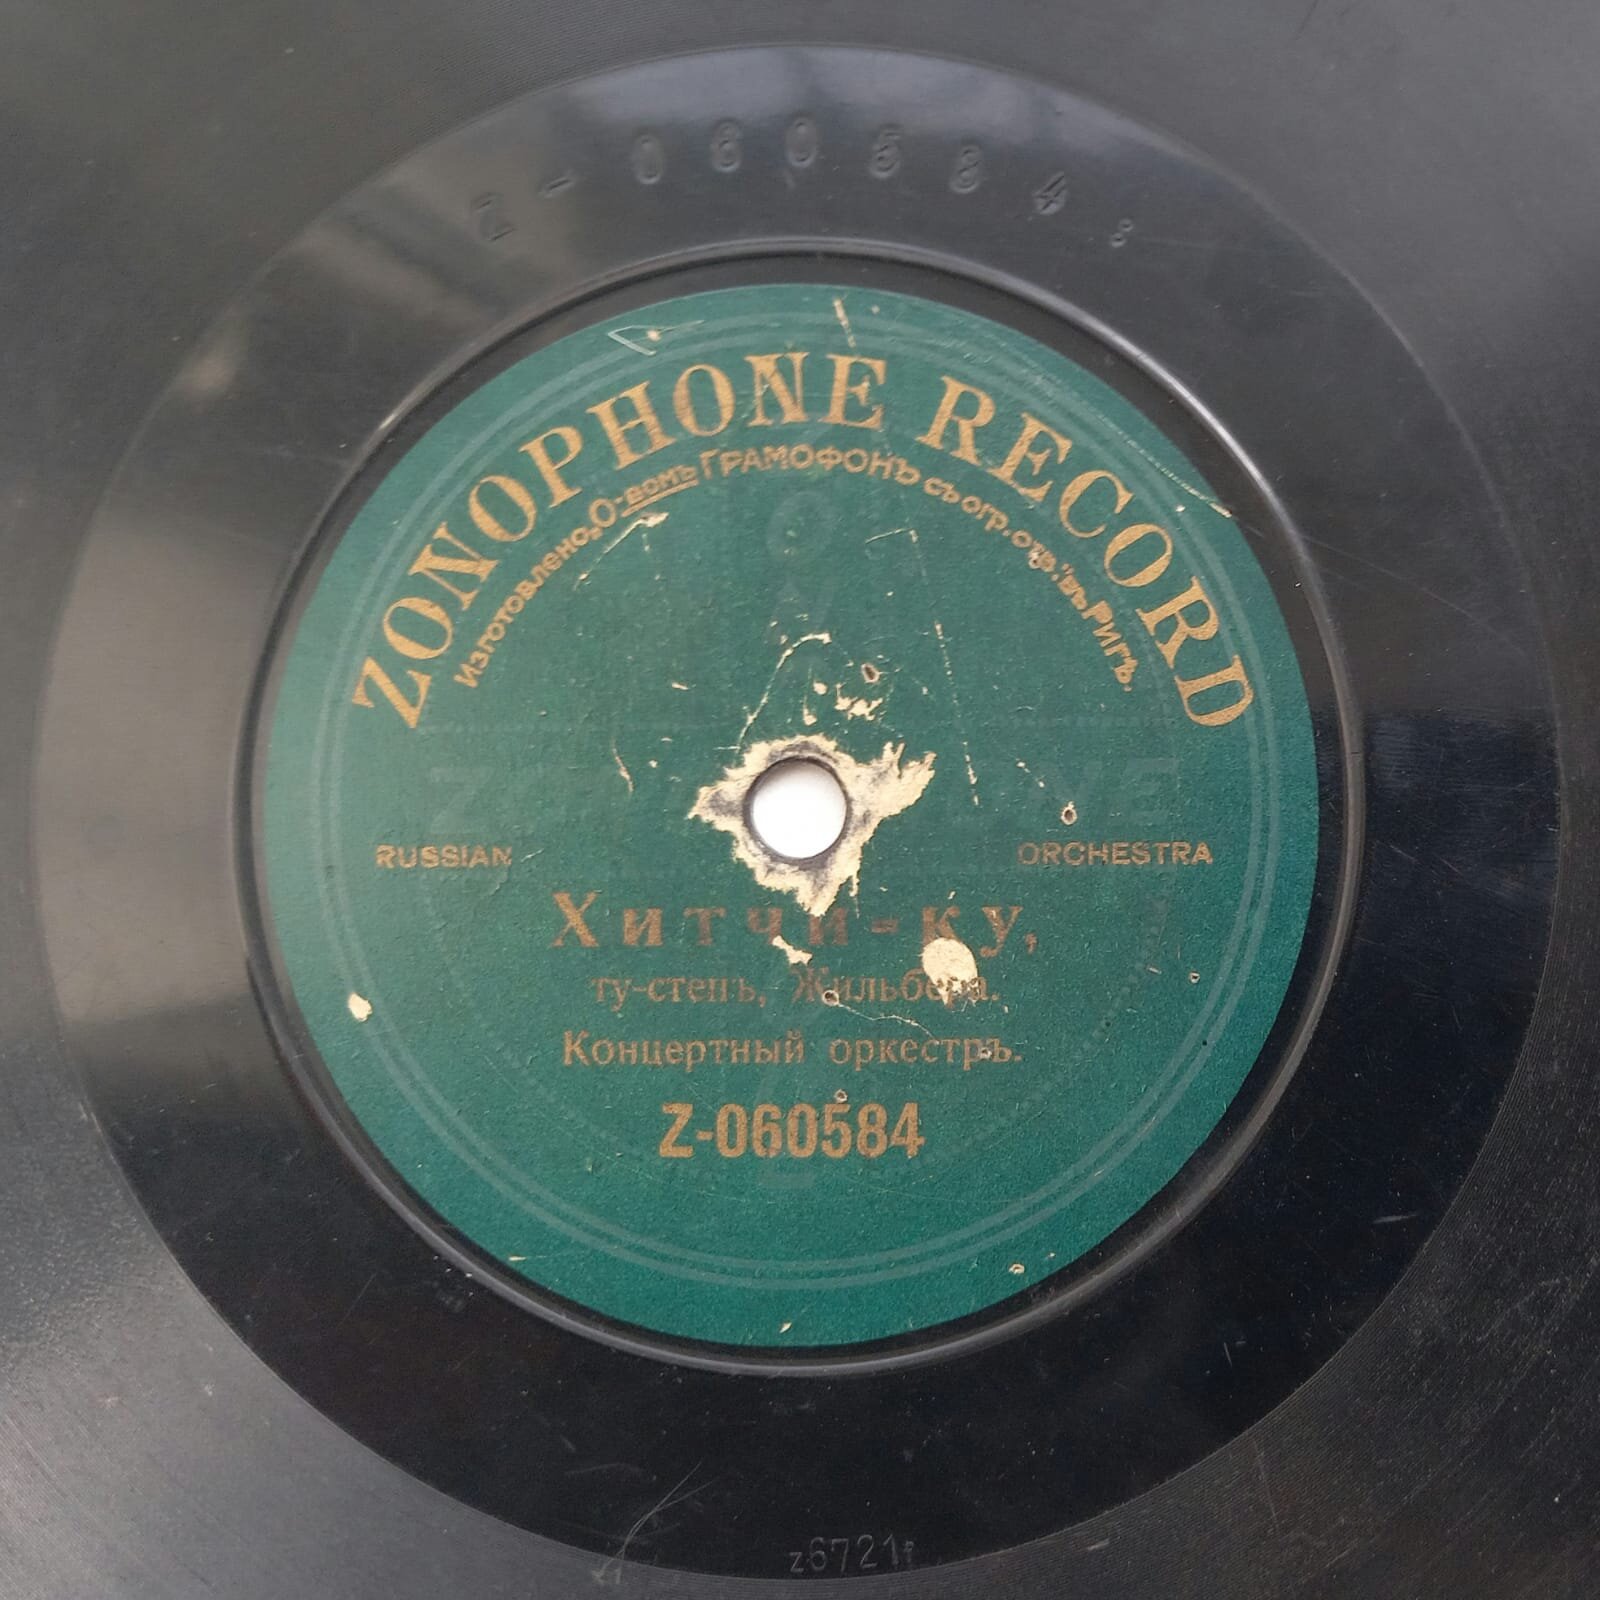 Z-060584:
ZONOPHONE RECORD
Изготовлено „О-вомъ ГРАМОФОНЪ съ огр. отв.“ въ Ригѣ.
RUSSIAN ORCHESTRA
Хитчи-ку,
ту-степъ, Жильбера.
Концертный оркестръ.
Z-060584
z6721f